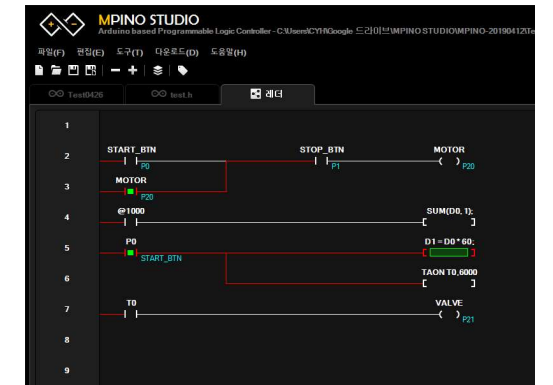 MPINO STUDIO
Arduino based Programmable Logic Controller - C:\Users\CYH\Google 드라이브\MPINO STUDIO\MPINO-20190412\Te
파일(F) 편집(E) 도구(T) 다운로드(D) 도움말(H)
Test0426 test.h 레더
1
START_BTN STOP_BTN MOTOR
2
P0 P1 P20
MOTOR
3
P20
@1000 SUM(D0, 1);
4
P0 D1 = D0 * 60;
5
START_BTN
TAON T0,6000
6
T0 VALVE
7
P21
8
9